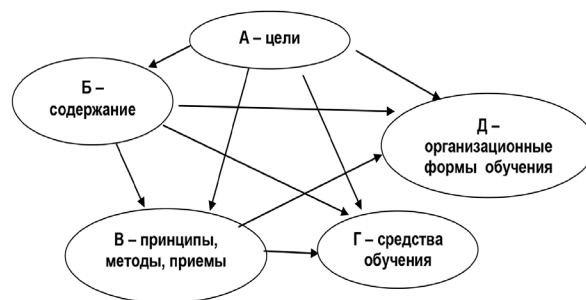 А – цели
Б –
содержание
Д –
организационные
формы обучения
В – принципы,
методы, приемы
Г – средства
обучения